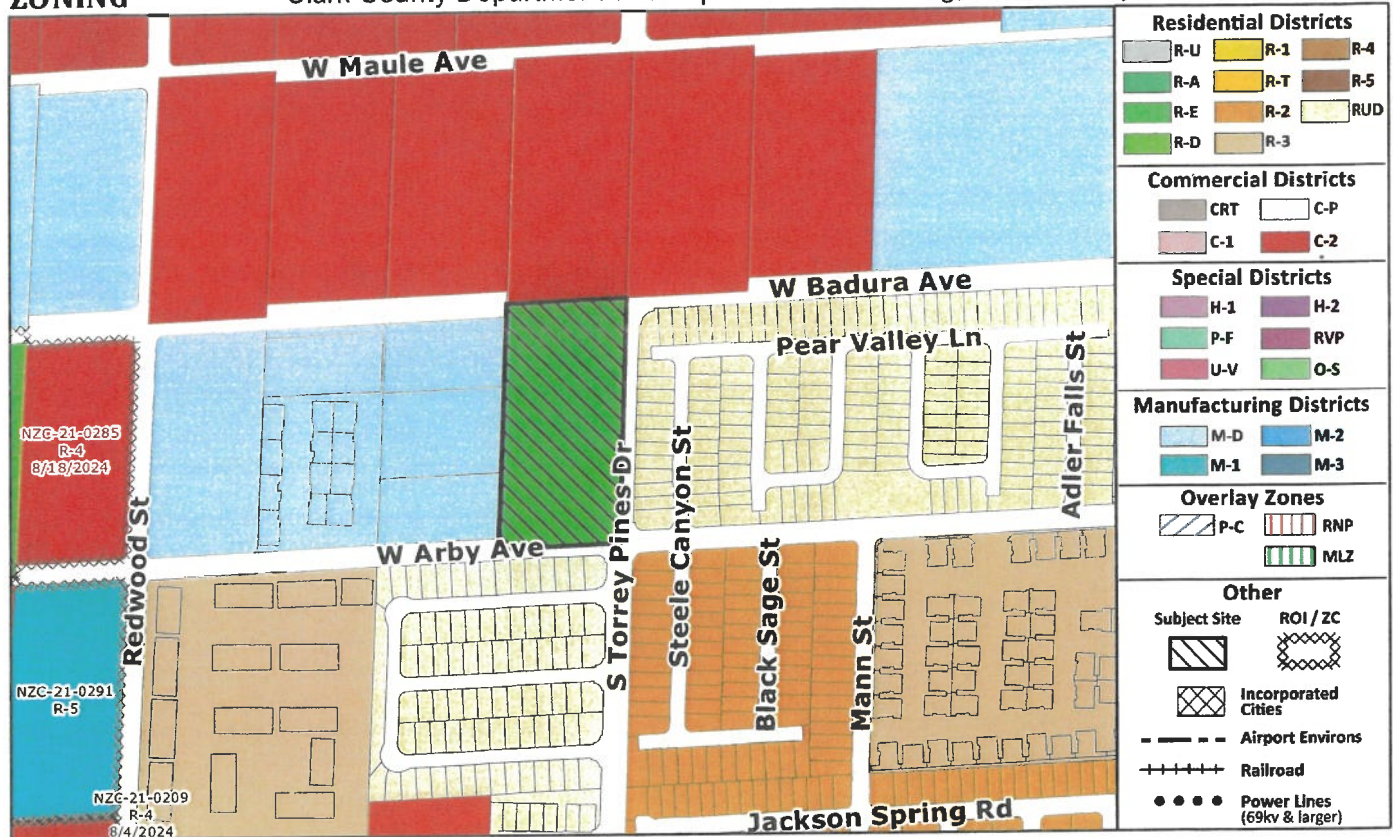 ZONING
W Maule Ave
W Badura Ave
Pear Valley Ln
NZC-21-0285
R-4
8/18/2024
Redwood St
W Arby Ave
S Torrey Pines Dr
Steele Canyon St
Black Sage St
Mann St
Adler Falls St
NZC-21-0291
R-5
NZC-21-0209
R-4
8/4/2024
Jackson Spring Rd
Residential Districts
R-U R-1 R-4
R-A R-T R-5
R-E R-2 RUD
R-D R-3
Commercial Districts
CRT C-P
C-1 C-2
Special Districts
H-1 H-2
P-F RVP
U-V O-S
Manufacturing Districts
M-D M-2
M-1 M-3
Overlay Zones
P-C RNP
MLZ
Other
Subject Site ROI / ZC
Incorporated
Cities
Airport Environs
Railroad
Power Lines
(69kv & larger)